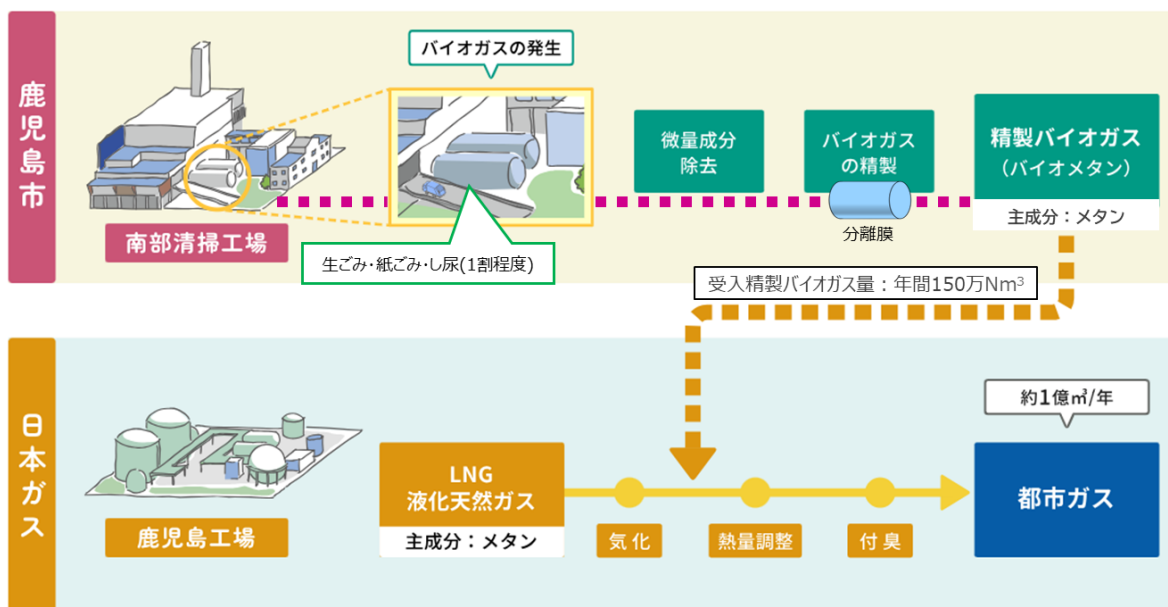 鹿児島市
バイオガスの発生
微量成分
除去
バイオガス
の精製
精製バイオガス
（バイオメタン）
主成分：メタン
分離膜
南部清掃工場
生ごみ・紙ごみ・し尿(1割程度)
受入精製バイオガス量：年間150万Nm³
日本ガス
約1億㎥/年
LNG
液化天然ガス
主成分：メタン
都市ガス
鹿児島工場
気化
熱量調整
付臭